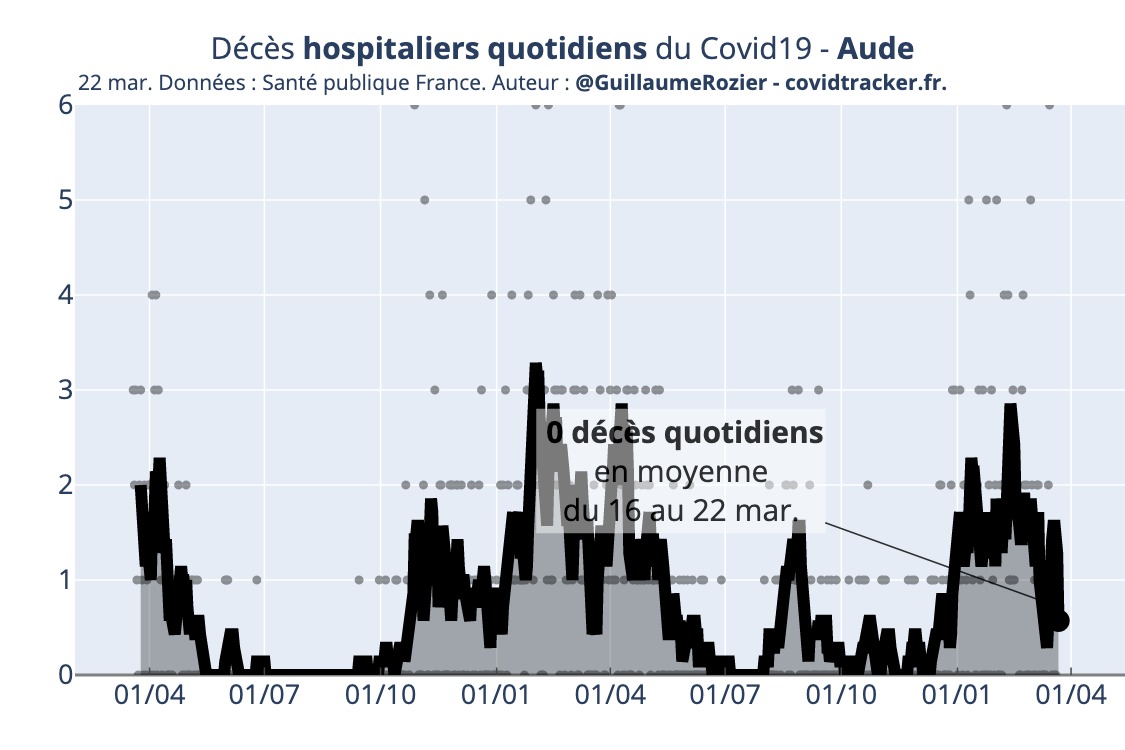 Décès hospitaliers quotidiens du Covid19 - Aude
22 mar. Données : Santé publique France. Auteur : @GuillaumeRozier - covidtracker.fr.
6
5
4
3
2
1
0
0 décès quotidiens
en moyenne
du 16 au 22 mar.
01/04 01/07 01/10 01/01 01/04 01/07 01/10 01/01 01/04